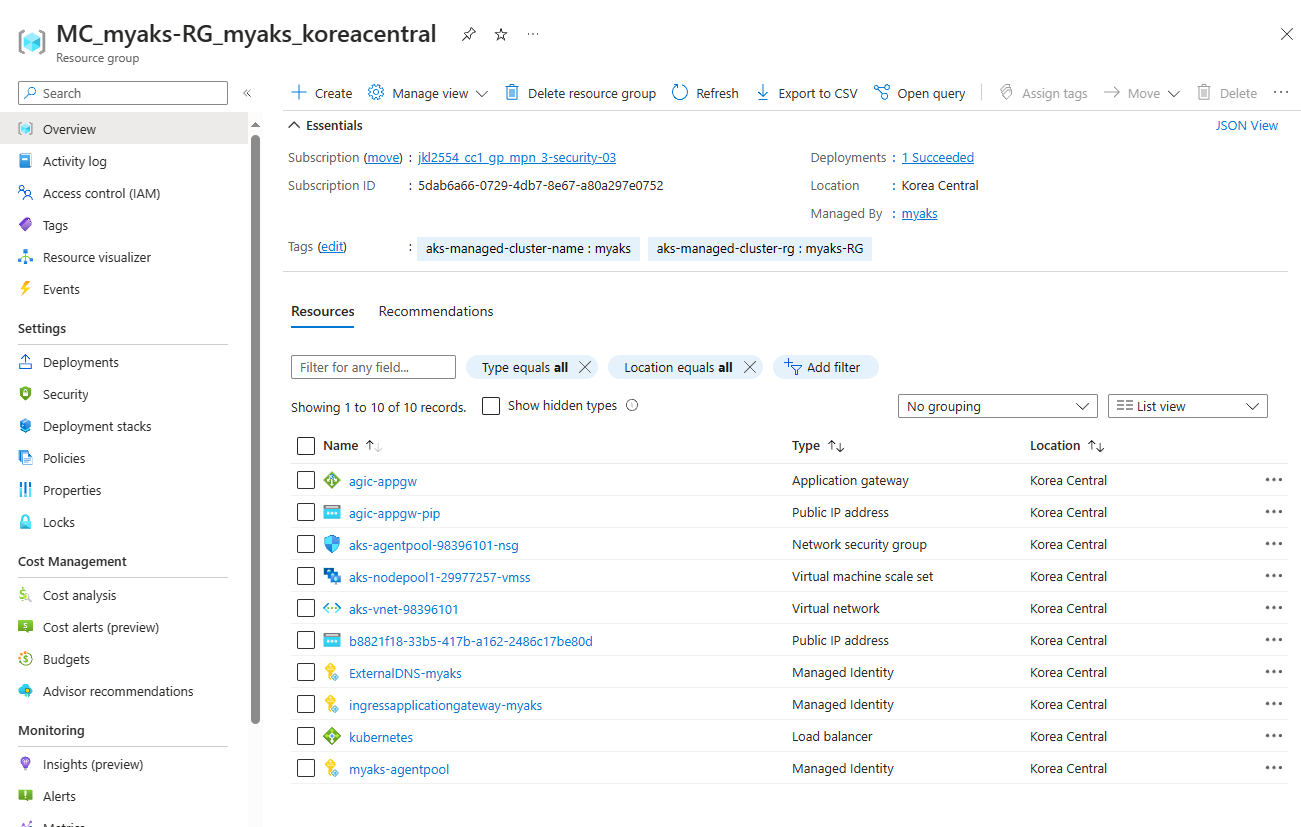 MC_myaks-RG_myaks_koreacentral
Resource group
Search
Overview
Activity log
Access control (IAM)
Tags
Resource visualizer
Events
Settings
Deployments
Security
Deployment stacks
Policies
Properties
Locks
Cost Management
Cost analysis
Cost alerts (preview)
Budgets
Advisor recommendations
Monitoring
Insights (preview)
Alerts
Metrics
Create Manage view Delete resource group Refresh Export to CSV Open query Assign tags Move Delete
Essentials JSON View
Subscription (move) : jkl2554_cc1_gp_mpn_3-security-03 Deployments : 1 Succeeded
Subscription ID : 5dab6a66-0729-4db7-8e67-a80a297e0752 Location : Korea Central
Managed By : myaks
Tags (edit) : aks-managed-cluster-name : myaks aks-managed-cluster-rg : myaks-RG
Resources Recommendations
Filter for any field... Type equals all Location equals all Add filter
Showing 1 to 10 of 10 records. Show hidden types No grouping List view
Name Type Location
agic-appgw Application gateway Korea Central
agic-appgw-pip Public IP address Korea Central
aks-agentpool-98396101-nsg Network security group Korea Central
aks-nodepool1-29977257-vmss Virtual machine scale set Korea Central
aks-vnet-98396101 Virtual network Korea Central
b8821f18-33b5-417b-a162-2486c17be80d Public IP address Korea Central
ExternalDNS-myaks Managed Identity Korea Central
ingressapplicationgateway-myaks Managed Identity Korea Central
kubernetes Load balancer Korea Central
myaks-agentpool Managed Identity Korea Central